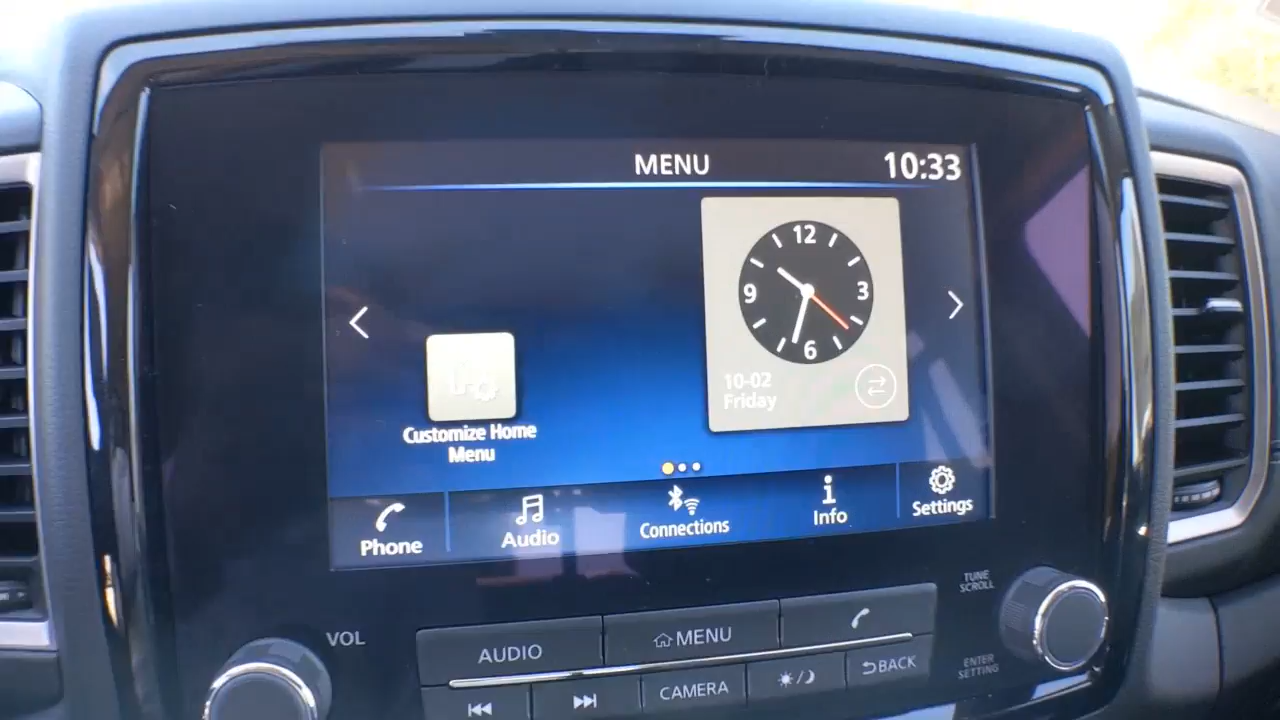 MENU
10:33
12
9
3
6
10-02
Friday
Customize Home
Menu
Phone
Audio
Connections
Info
Settings
VOL
AUDIO
MENU
TUNE
SCROLL
CAMERA
BACK
ENTER
SETTING